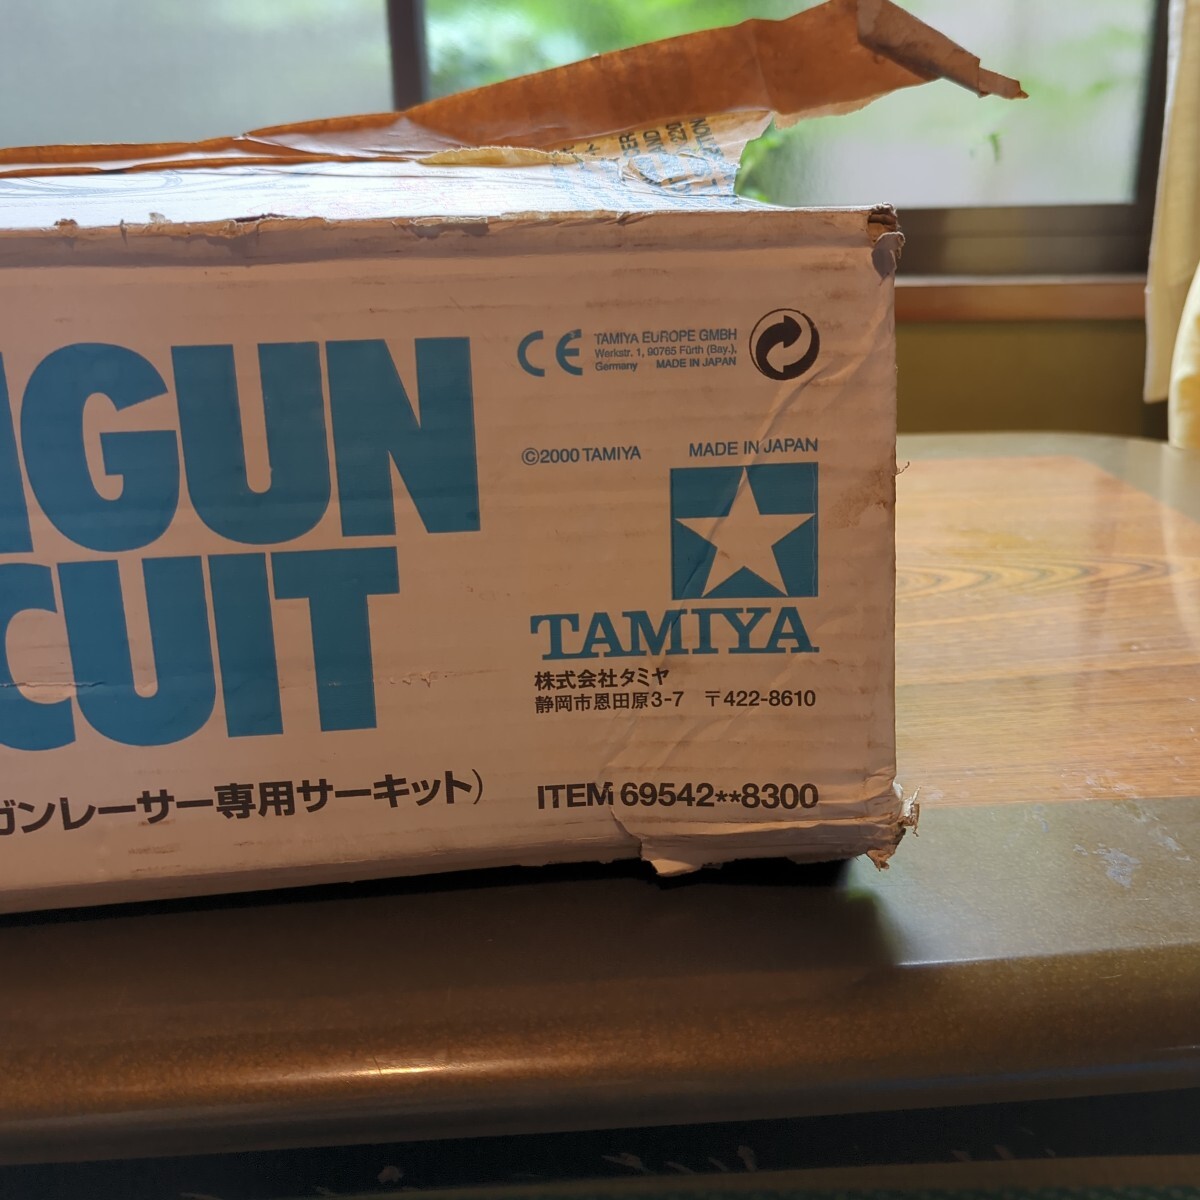 CE TAMIYA EUROPE GMBH
Werkstr. 1, 90765 Fürth (Bay.),
Germany MADE IN JAPAN
GUN
CUIT
©2000 TAMIYA MADE IN JAPAN
TAMIYA
株式会社タミヤ
静岡市恩田原3-7 〒422-8610
ガンレーサー専用サーキット)
ITEM 69542**8300